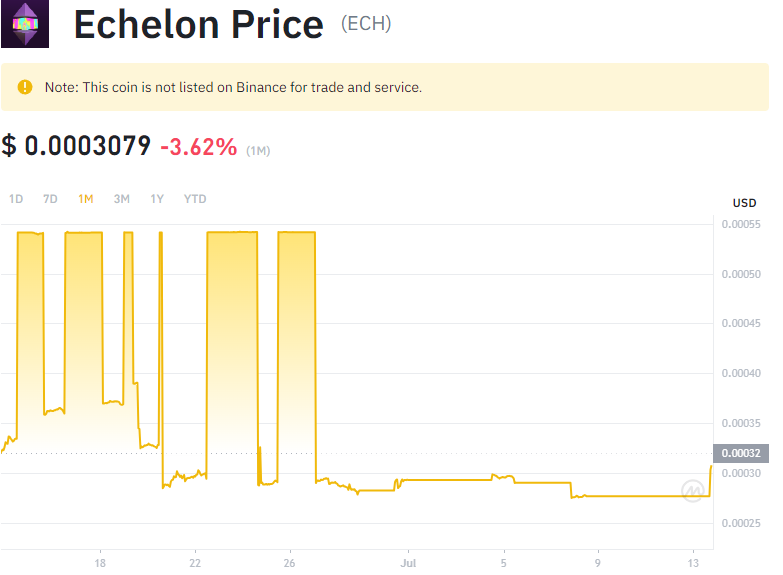 Echelon Price (ECH)
Note: This coin is not listed on Binance for trade and service.
$ 0.0003079 -3.62% (1M)
1D 7D 1M 3M 1Y YTD
USD
0.00055
0.00050
0.00045
0.00040
0.00035
0.00032
0.00030
0.00025
18 22 26 Jul 5 9 13